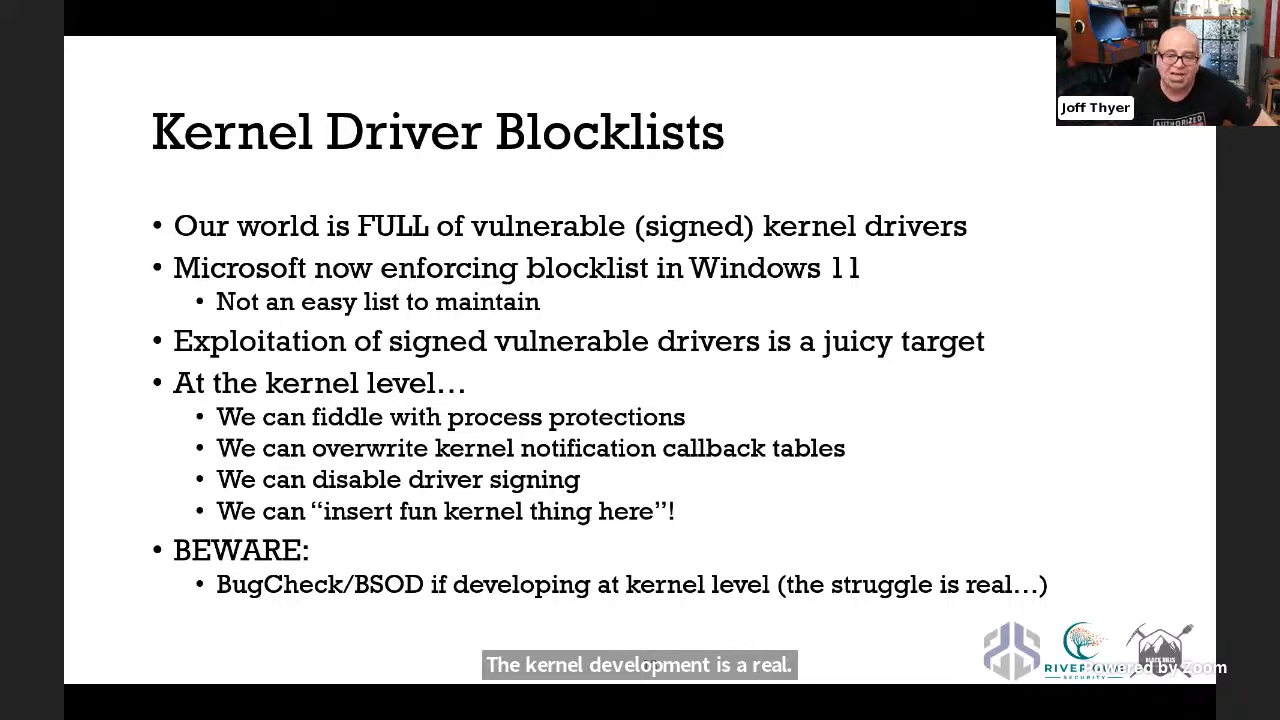 Joff Thyer
AUTHORIZED
Kernel Driver Blocklists
• Our world is FULL of vulnerable (signed) kernel drivers
• Microsoft now enforcing blocklist in Windows 11
• Not an easy list to maintain
• Exploitation of signed vulnerable drivers is a juicy target
• At the kernel level…
• We can fiddle with process protections
• We can overwrite kernel notification callback tables
• We can disable driver signing
• We can “insert fun kernel thing here”!
• BEWARE:
• BugCheck/BSOD if developing at kernel level (the struggle is real…)
The kernel development is a real.
SECURITY
BLACK HILLS
Powered by Zoom